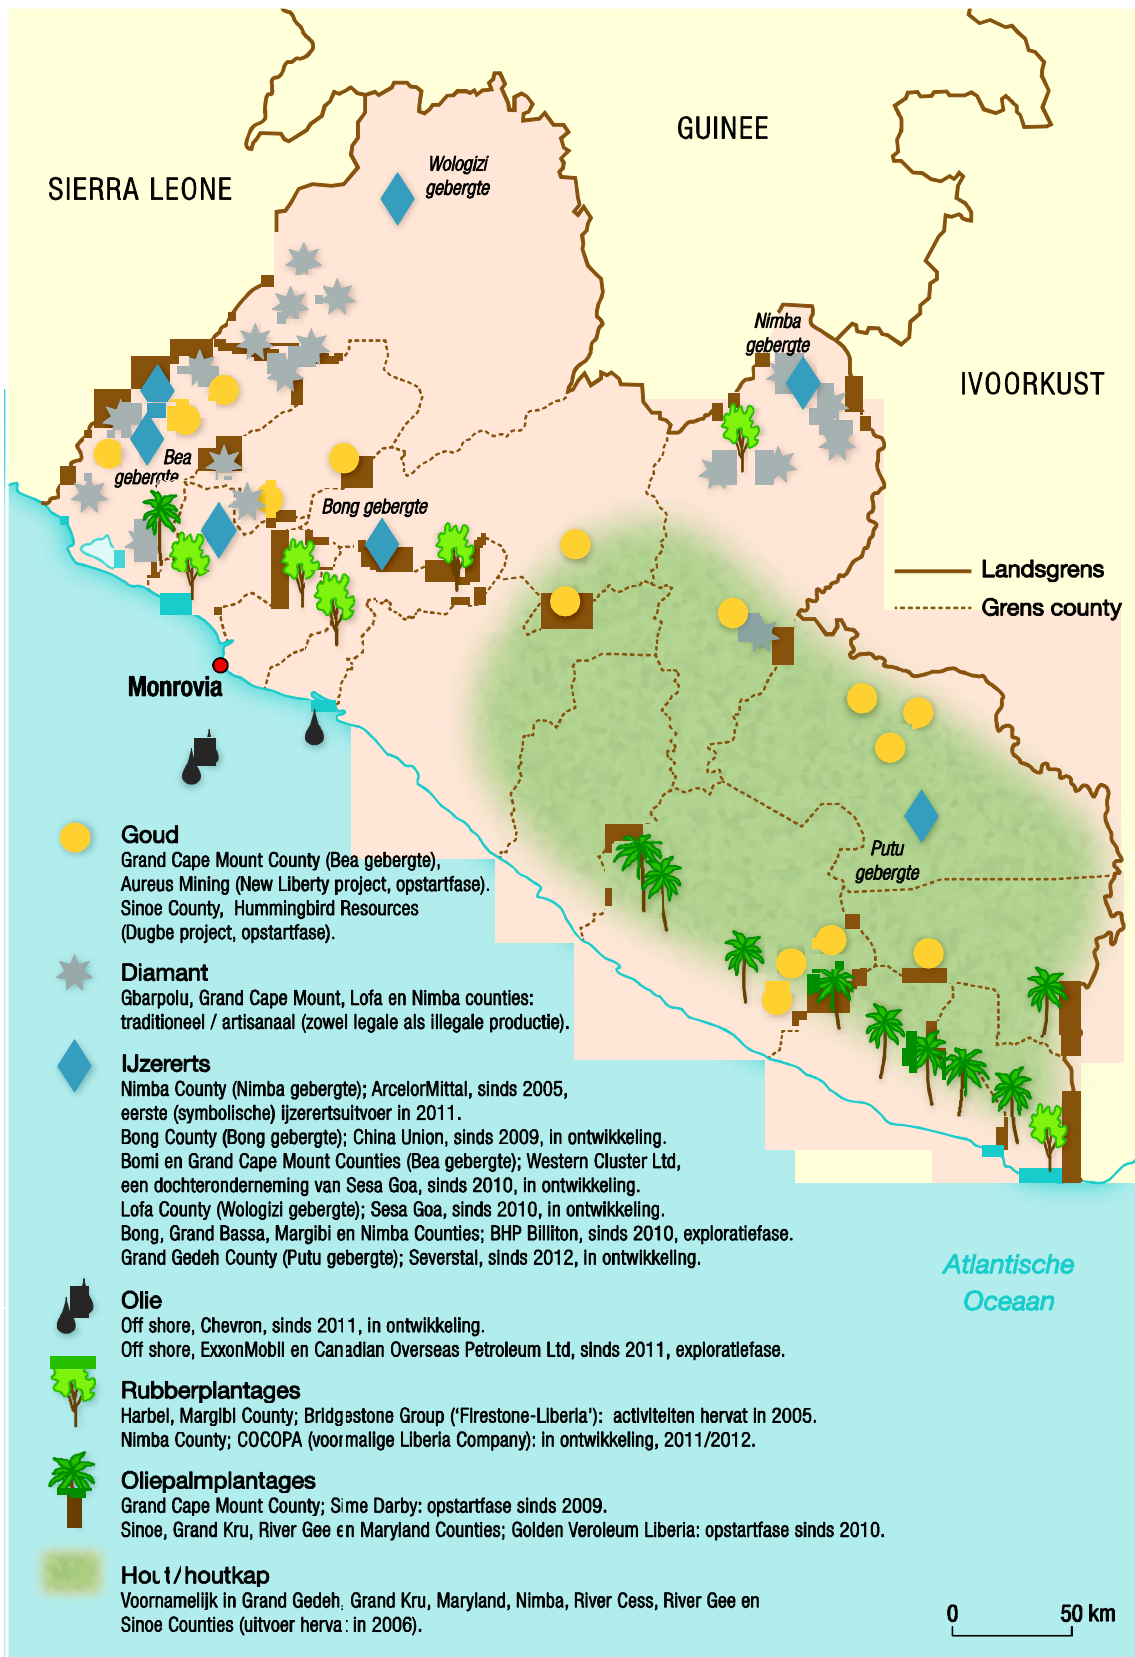 GUINEE
SIERRA LEONE
Wologizi
gebergte
Nimba
gebergte
IVOORKUST
Bea
gebergte
Bong gebergte
Landsgrens
Grens county
Monrovia
Putu
gebergte
Goud
Grand Cape Mount County (Bea gebergte),
Aureus Mining (New Liberty project, opstartfase).
Sinoe County, Hummingbird Resources
(Dugbe project, opstartfase).
Diamant
Gbarpolu, Grand Cape Mount, Lofa en Nimba counties:
traditioneel / artisanaal (zowel legale als illegale productie).
IJzererts
Nimba County (Nimba gebergte); ArcelorMittal, sinds 2005,
eerste (symbolische) ijzerertsuitvoer in 2011.
Bong County (Bong gebergte); China Union, sinds 2009, in ontwikkeling.
Bomi en Grand Cape Mount Counties (Bea gebergte); Western Cluster Ltd,
een dochteronderneming van Sesa Goa, sinds 2010, in ontwikkeling.
Lofa County (Wologizi gebergte); Sesa Goa, sinds 2010, in ontwikkeling.
Bong, Grand Bassa, Margibi en Nimba Counties; BHP Billiton, sinds 2010, exploratiefase.
Grand Gedeh County (Putu gebergte); Severstal, sinds 2012, in ontwikkeling.
Atlantische
Oceaan
Olie
Off shore, Chevron, sinds 2011, in ontwikkeling.
Off shore, ExxonMobil en Canadian Overseas Petroleum Ltd, sinds 2011, exploratiefase.
Rubberplantages
Harbel, Margibi County; Bridgestone Group (‘Firestone-Liberia’): activiteiten hervat in 2005.
Nimba County; COCOPA (voormalige Liberia Company): in ontwikkeling, 2011/2012.
Oliepalmplantages
Grand Cape Mount County; Sime Darby: opstartfase sinds 2009.
Sinoe, Grand Kru, River Gee en Maryland Counties; Golden Veroleum Liberia: opstartfase sinds 2010.
Hout/houtkap
Voornamelijk in Grand Gedeh, Grand Kru, Maryland, Nimba, River Cess, River Gee en
Sinoe Counties (uitvoer hervat in 2006).
0 50 km